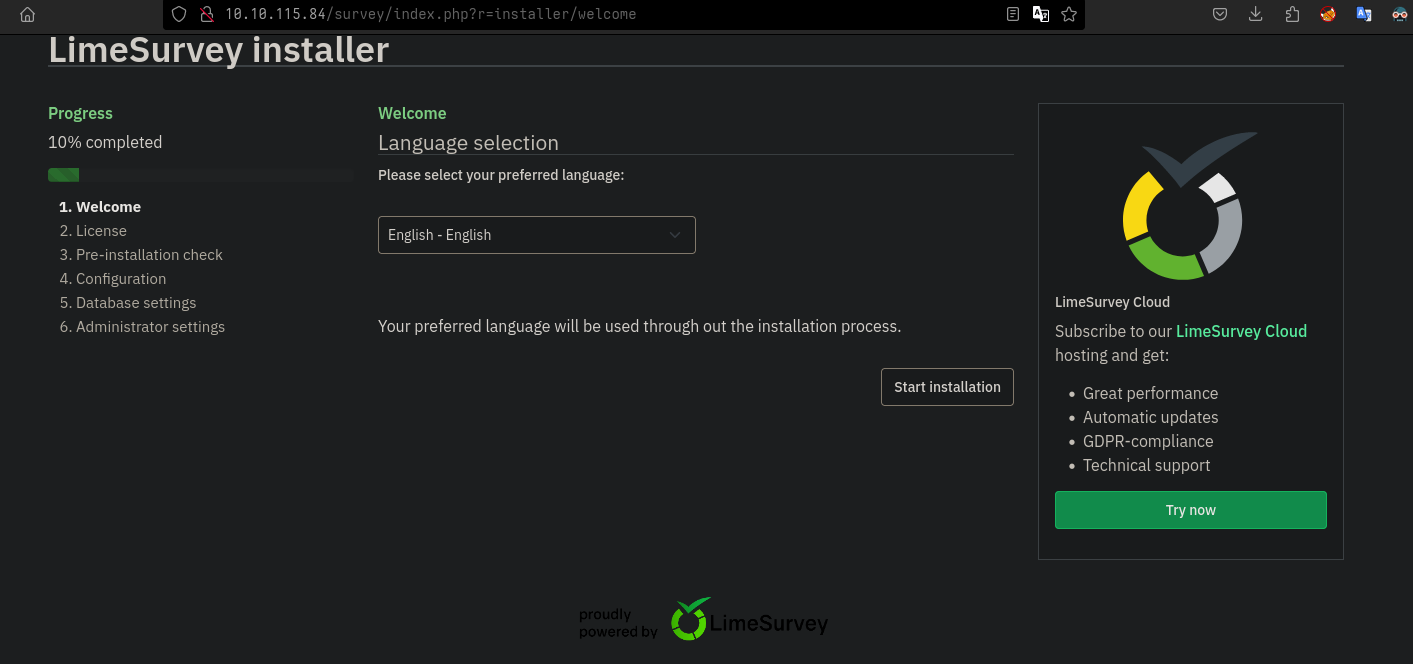 10.10.115.84/survey/index.php?r=installer/welcome
LimeSurvey installer
Progress
10% completed
1. Welcome
2. License
3. Pre-installation check
4. Configuration
5. Database settings
6. Administrator settings
Welcome
Language selection
Please select your preferred language:
English - English
Your preferred language will be used through out the installation process.
Start installation
LimeSurvey Cloud
Subscribe to our LimeSurvey Cloud
hosting and get:
Great performance
Automatic updates
GDPR-compliance
Technical support
Try now
proudly
powered by
LimeSurvey